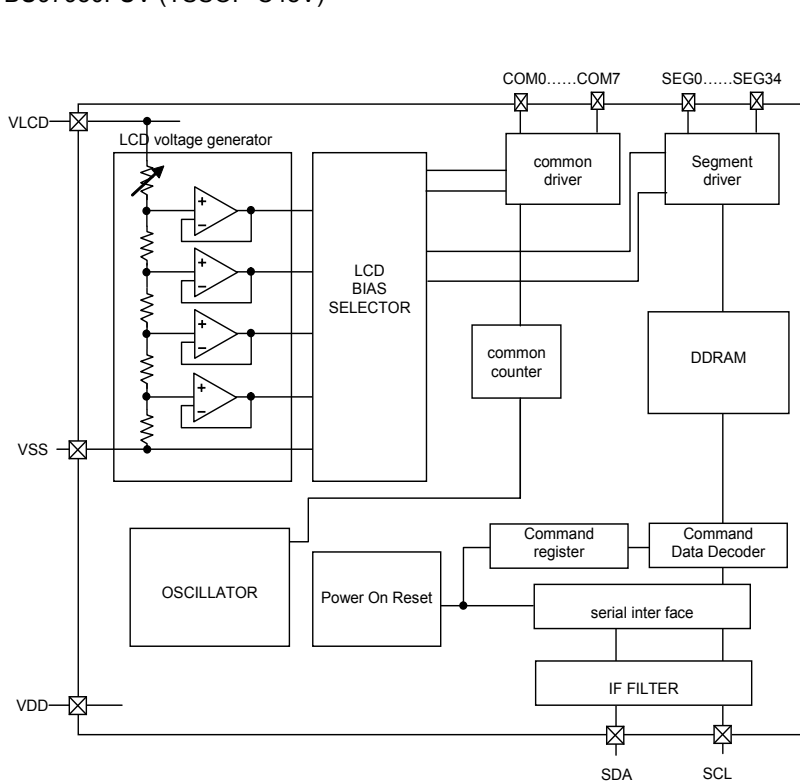 COM0......COM7
SEG0......SEG34
VLCD
LCD voltage generator
common
driver
Segment
driver
+
−
+
−
LCD
BIAS
SELECTOR
+
−
common
counter
DDRAM
+
−
VSS
OSCILLATOR
Power On Reset
Command
register
Command
Data Decoder
serial inter face
IF FILTER
VDD
SDA
SCL